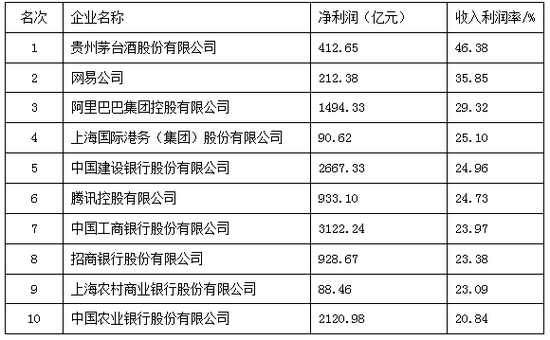 名次 企业名称 净利润（亿元） 收入利润率/%
1 贵州茅台酒股份有限公司 412.65 46.38
2 网易公司 212.38 35.85
3 阿里巴巴集团控股有限公司 1494.33 29.32
4 上海国际港务（集团）股份有限公司 90.62 25.10
5 中国建设银行股份有限公司 2667.33 24.96
6 腾讯控股有限公司 933.10 24.73
7 中国工商银行股份有限公司 3122.24 23.97
8 招商银行股份有限公司 928.67 23.38
9 上海农村商业银行股份有限公司 88.46 23.09
10 中国农业银行股份有限公司 2120.98 20.84